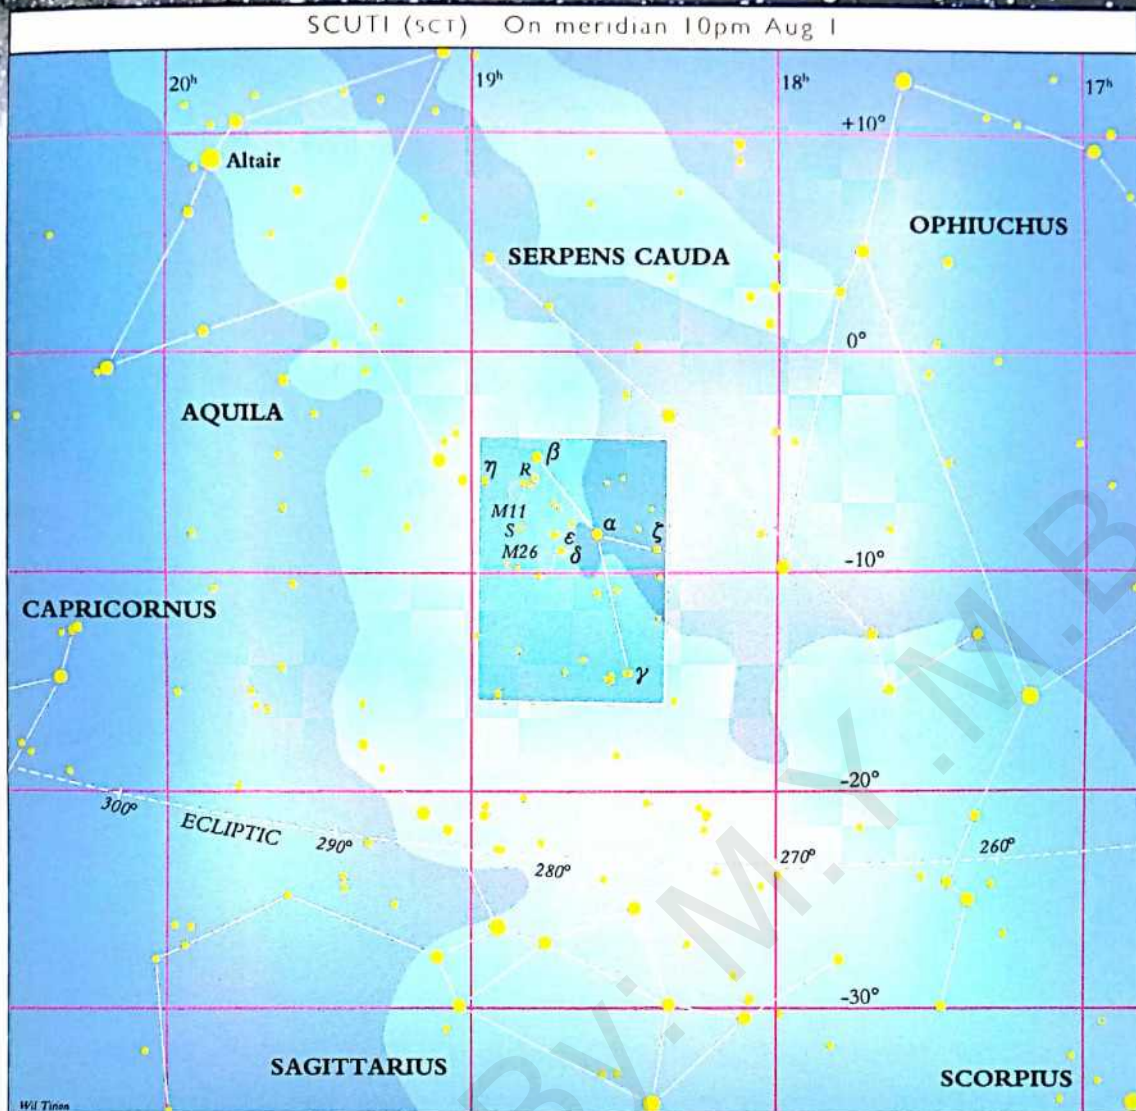 SCUTI (SCT) On meridian 10pm Aug 1
20h 19h 18h 17h
+10°
Altair
OPHIUCHUS
SERPENS CAUDA
0°
AQUILA
β
η R
M11
S α
ε ζ
M26 δ
-10°
CAPRICORNUS
γ
-20°
300° ECLIPTIC 290° 280° 270° 260°
-30°
SAGITTARIUS
SCORPIUS
Wil Tirion
By: M.Y.M.B